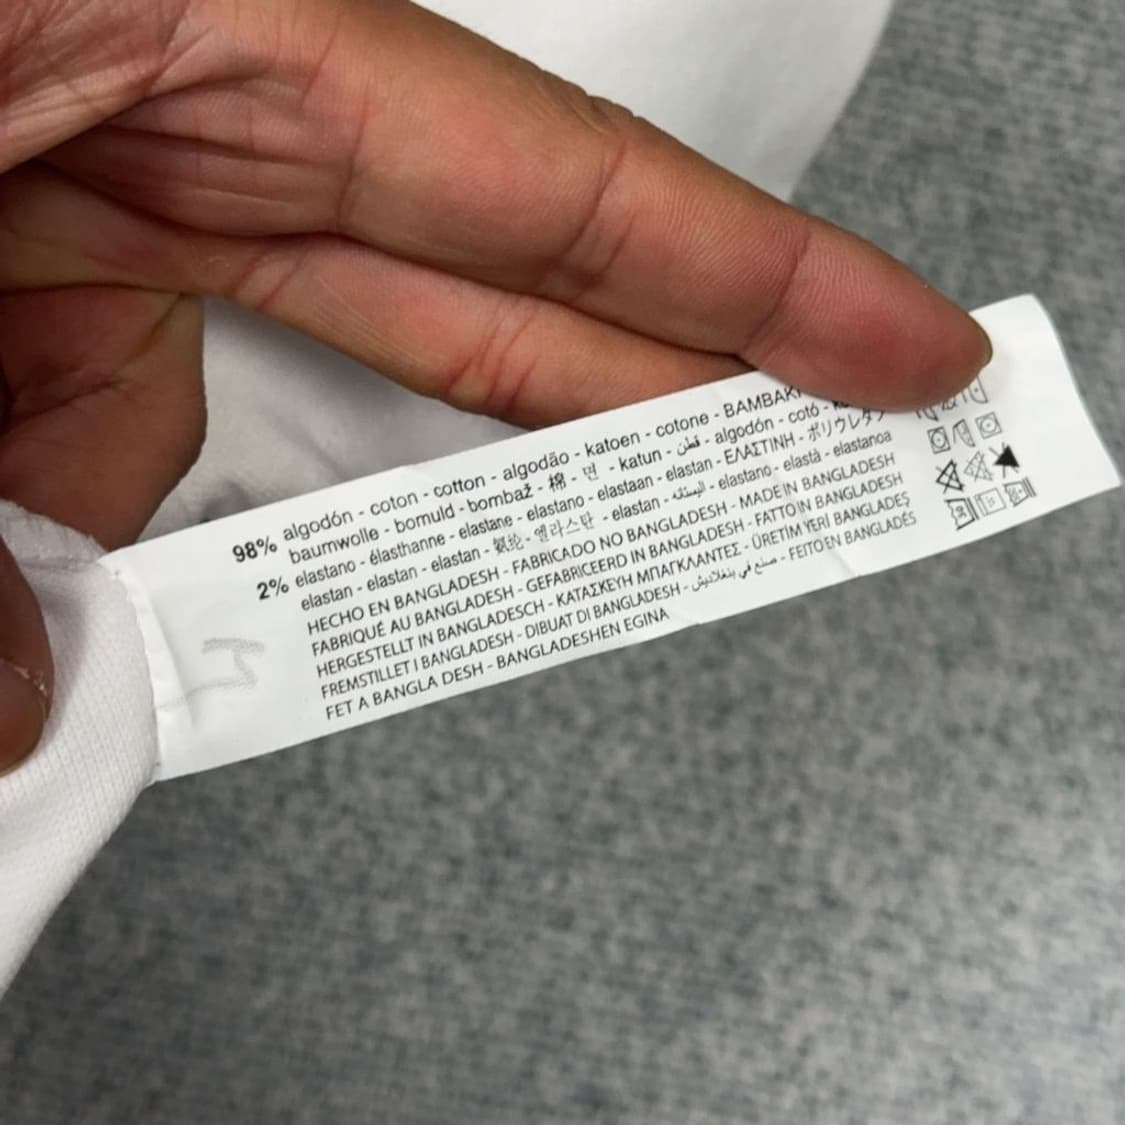 98% algodón - coton - cotton - algodão - katoen - cotone - BAMBAKI
baumwolle - bomuld - bombaž - 棉 - 면 - katun - قطن - algodón - cotó -
2% elastano - élasthanne - elastane - elastano - elastaan - elastan - ΕΛΑΣΤΙΝΗ - ポリウレタン
elastan - elastan - elastan - 氨纶 - 엘라스탄 - elastan - اليستان - elastano - elastà - elastanoa
HECHO EN BANGLADESH - FABRICADO NO BANGLADESH - MADE IN BANGLADESH
FABRIQUÉ AU BANGLADESH - GEFABRICEERD IN BANGLADESH - FATTO IN BANGLADESH
HERGESTELLT IN BANGLADESCH - ΚΑΤΑΣΚΕΥΗ ΜΠΑΓΚΛΑΝΤΕΣ - ÜRETİM YERİ BANGLADEŞ
FREMSTILLET I BANGLADESH - DIBUAT DI BANGLADESH - صنع في بنغلاديش - FEITO EN BANGLADÉS
FET A BANGLA DESH - BANGLADESHEN EGINA